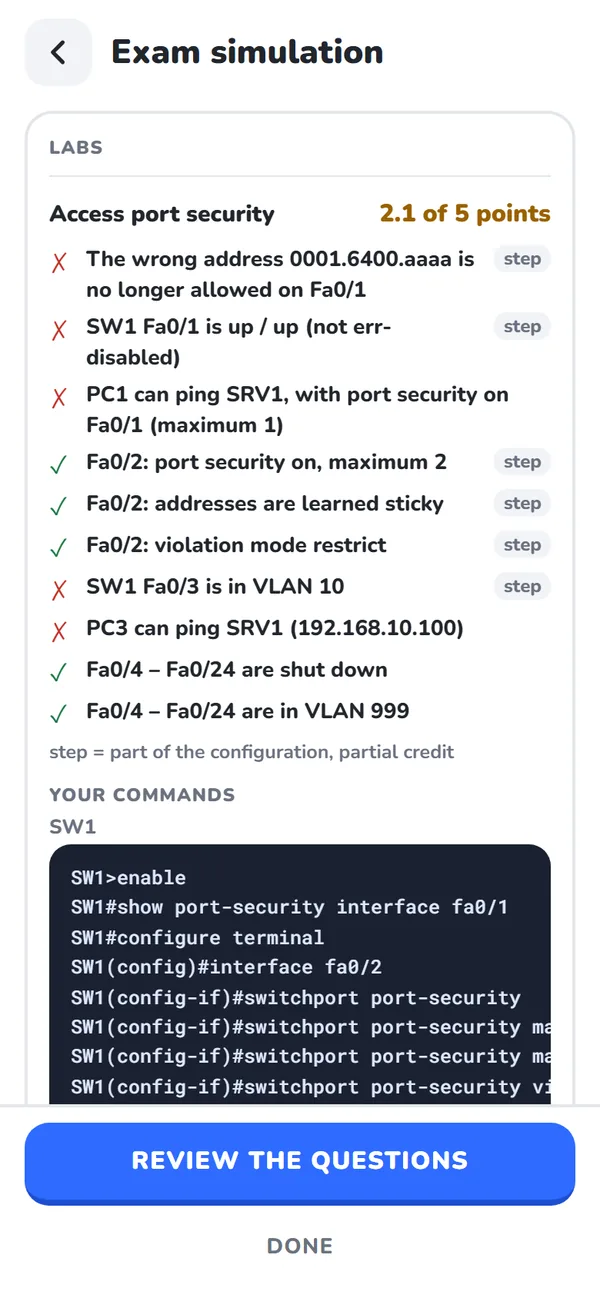 Exam simulation
LABS
Access port security 2.1 of 5 points
✗ The wrong address 0001.6400.aaaa is step
no longer allowed on Fa0/1
✗ SW1 Fa0/1 is up / up (not err- step
disabled)
✗ PC1 can ping SRV1, with port security on
Fa0/1 (maximum 1)
✓ Fa0/2: port security on, maximum 2 step
✓ Fa0/2: addresses are learned sticky step
✓ Fa0/2: violation mode restrict step
✗ SW1 Fa0/3 is in VLAN 10 step
✗ PC3 can ping SRV1 (192.168.10.100)
✓ Fa0/4 – Fa0/24 are shut down
✓ Fa0/4 – Fa0/24 are in VLAN 999
step = part of the configuration, partial credit
YOUR COMMANDS
SW1
SW1>enable
SW1#show port-security interface fa0/1
SW1#configure terminal
SW1(config)#interface fa0/2
SW1(config-if)#switchport port-security
SW1(config-if)#switchport port-security ma
SW1(config-if)#switchport port-security ma
SW1(config-if)#switchport port-security vi
REVIEW THE QUESTIONS
DONE